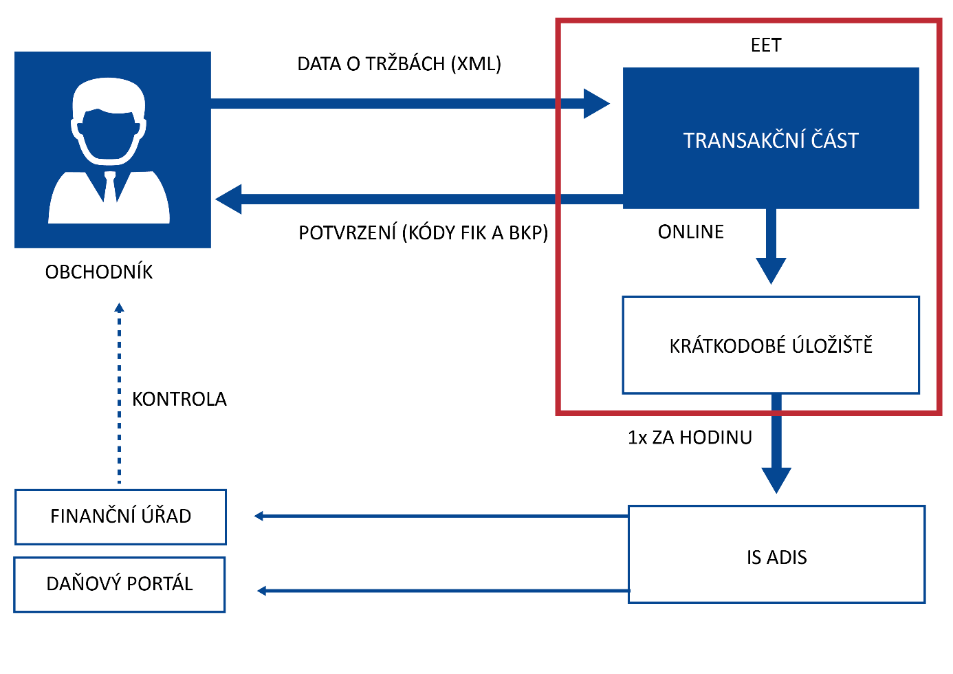 EET
DATA O TRŽBÁCH (XML)
TRANSAKČNÍ ČÁST
POTVRZENÍ (KÓDY FIK A BKP)
ONLINE
OBCHODNÍK
KRÁTKODOBÉ ÚLOŽIŠTĚ
KONTROLA
1x ZA HODINU
FINANČNÍ ÚŘAD
IS ADIS
DAŇOVÝ PORTÁL